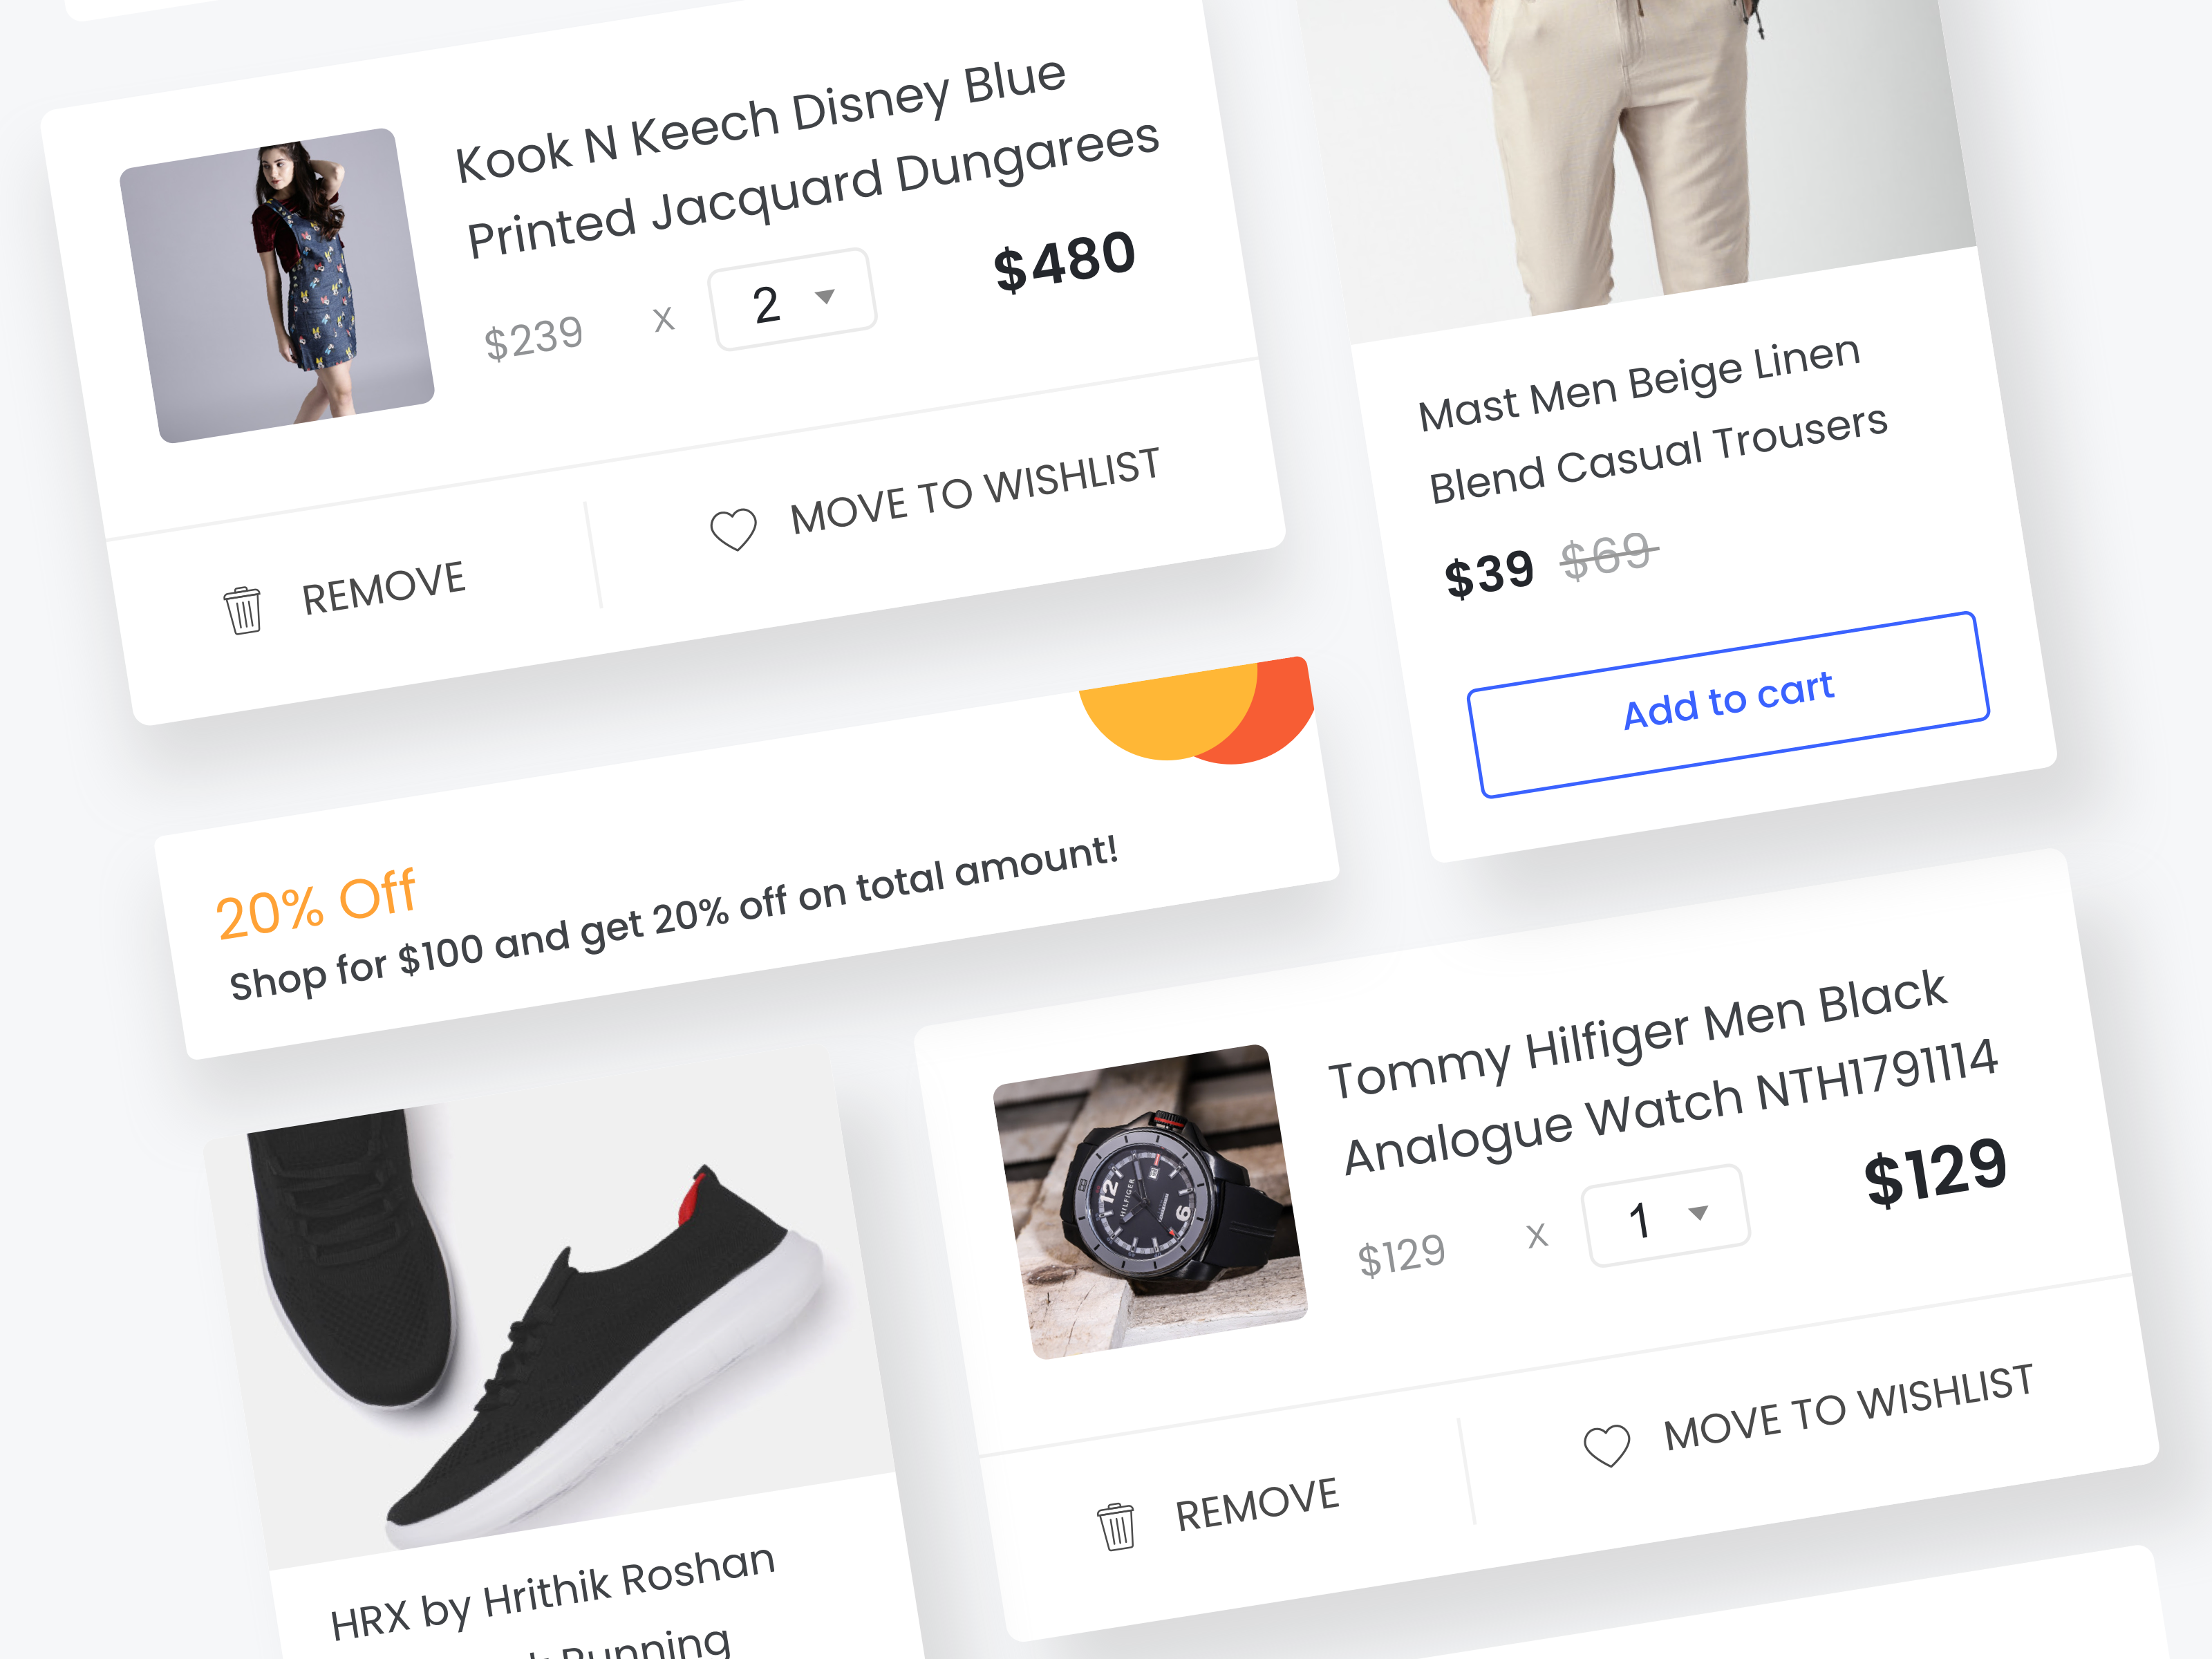 Kook N Keech Disney Blue
Printed Jacquard Dungarees
$239 x 2 $480
REMOVE
MOVE TO WISHLIST
Mast Men Beige Linen
Blend Casual Trousers
$39 $69
Add to cart
20% Off
Shop for $100 and get 20% off on total amount!
Tommy Hilfiger Men Black
Analogue Watch NTH1791114
$129 x 1 $129
12
HILFIGER
6
REMOVE
MOVE TO WISHLIST
HRX by Hrithik Roshan
Running